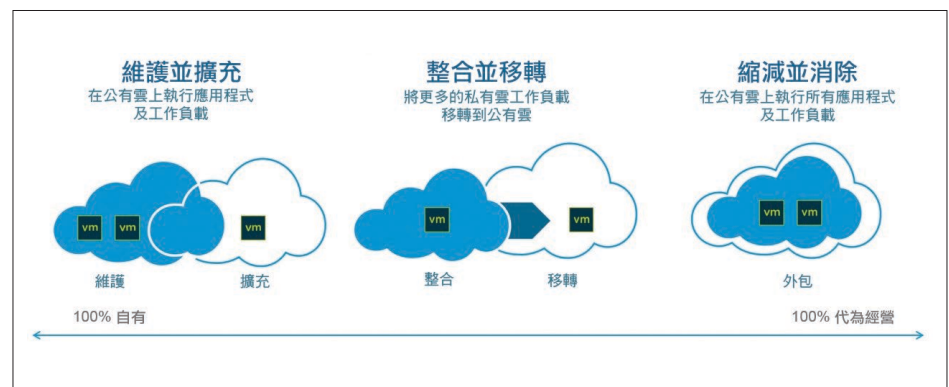 維護並擴充
在公有雲上執行應用程式
及工作負載
整合並移轉
將更多的私有雲工作負載
移轉到公有雲
縮減並消除
在公有雲上執行所有應用程式
及工作負載
vm vm vm
vm vm
vm vm
維護 擴充
整合 移轉
外包
100% 自有
100% 代為經營